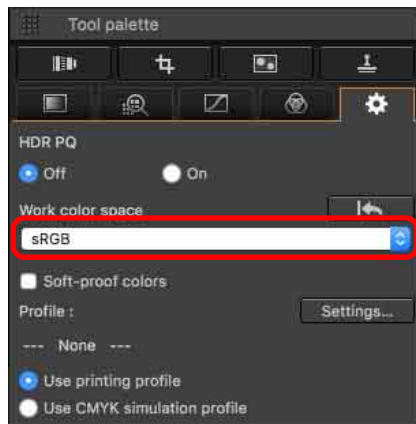 Tool palette
HDR PQ
Off On
Work color space
sRGB
Soft-proof colors
Profile : Settings...
--- None ---
Use printing profile
Use CMYK simulation profile